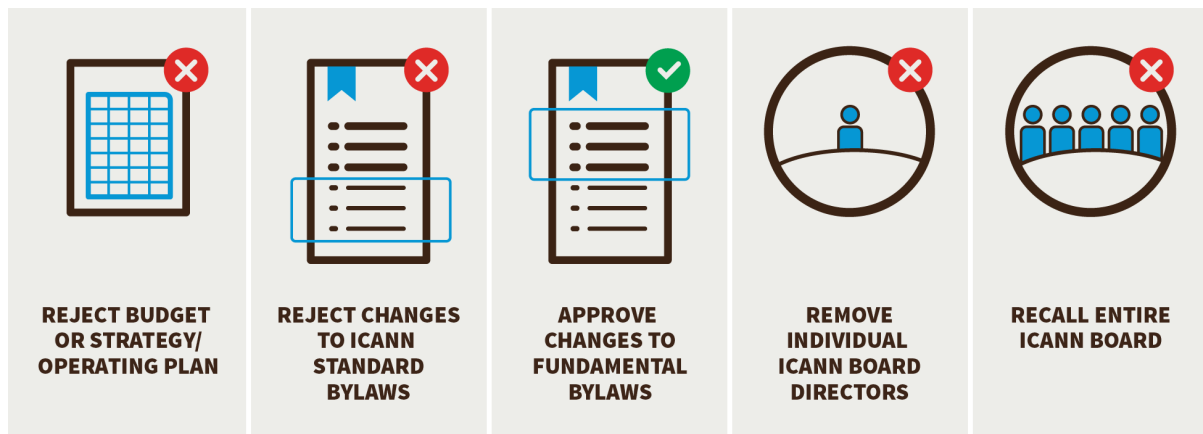 REJECT BUDGET
OR STRATEGY/
OPERATING PLAN
REJECT CHANGES
TO ICANN
STANDARD
BYLAWS
APPROVE
CHANGES TO
FUNDAMENTAL
BYLAWS
REMOVE
INDIVIDUAL
ICANN BOARD
DIRECTORS
RECALL ENTIRE
ICANN BOARD